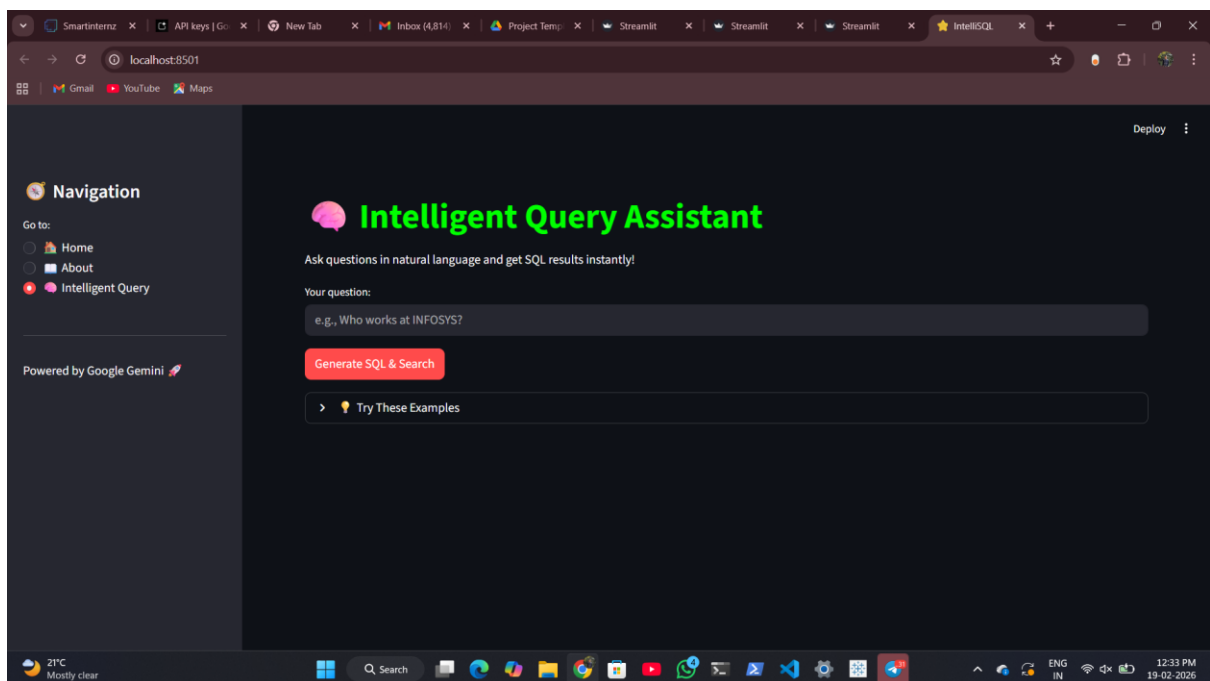 Smartinternz
API keys | Go
New Tab
Inbox (4,814)
Project Temp
Streamlit
Streamlit
Streamlit
IntelliSQL
localhost:8501
Gmail
YouTube
Maps
Deploy
Navigation
Go to:
Home
About
Intelligent Query
Powered by Google Gemini
Intelligent Query Assistant
Ask questions in natural language and get SQL results instantly!
Your question:
e.g., Who works at INFOSYS?
Generate SQL & Search
Try These Examples
21°C
Mostly clear
Search
4
31
ENG
IN
12:33 PM
19-02-2026